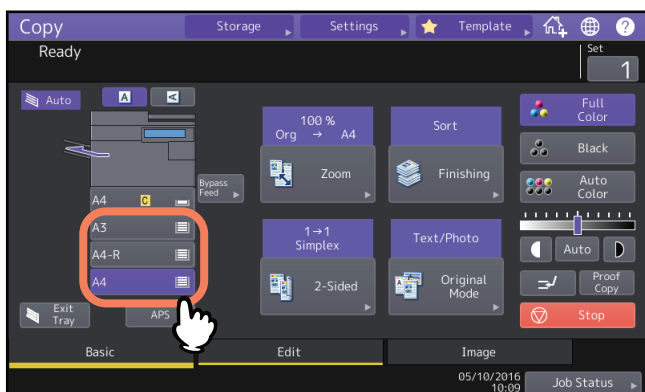 Copy
Storage
Settings
Template
?
Ready
Set
1
Auto
A
A
100 %
Org → A4
Zoom
Sort
Finishing
Full
Color
Black
Auto
Color
Bypass
Feed
A4 C
A3
A4-R
A4
1→1
Simplex
2-Sided
Text/Photo
Original
Mode
Auto
Proof
Copy
Exit
Tray
APS
Stop
Basic
Edit
Image
05/10/2016
10:09
Job Status